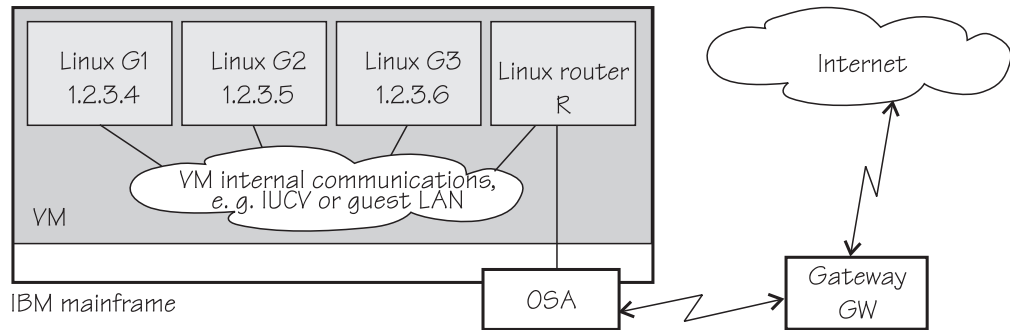 Linux G1
1.2.3.4
Linux G2
1.2.3.5
Linux G3
1.2.3.6
Linux router
R
Internet
VM internal communications,
e. g. IUCV or guest LAN
VM
IBM mainframe
OSA
Gateway
GW